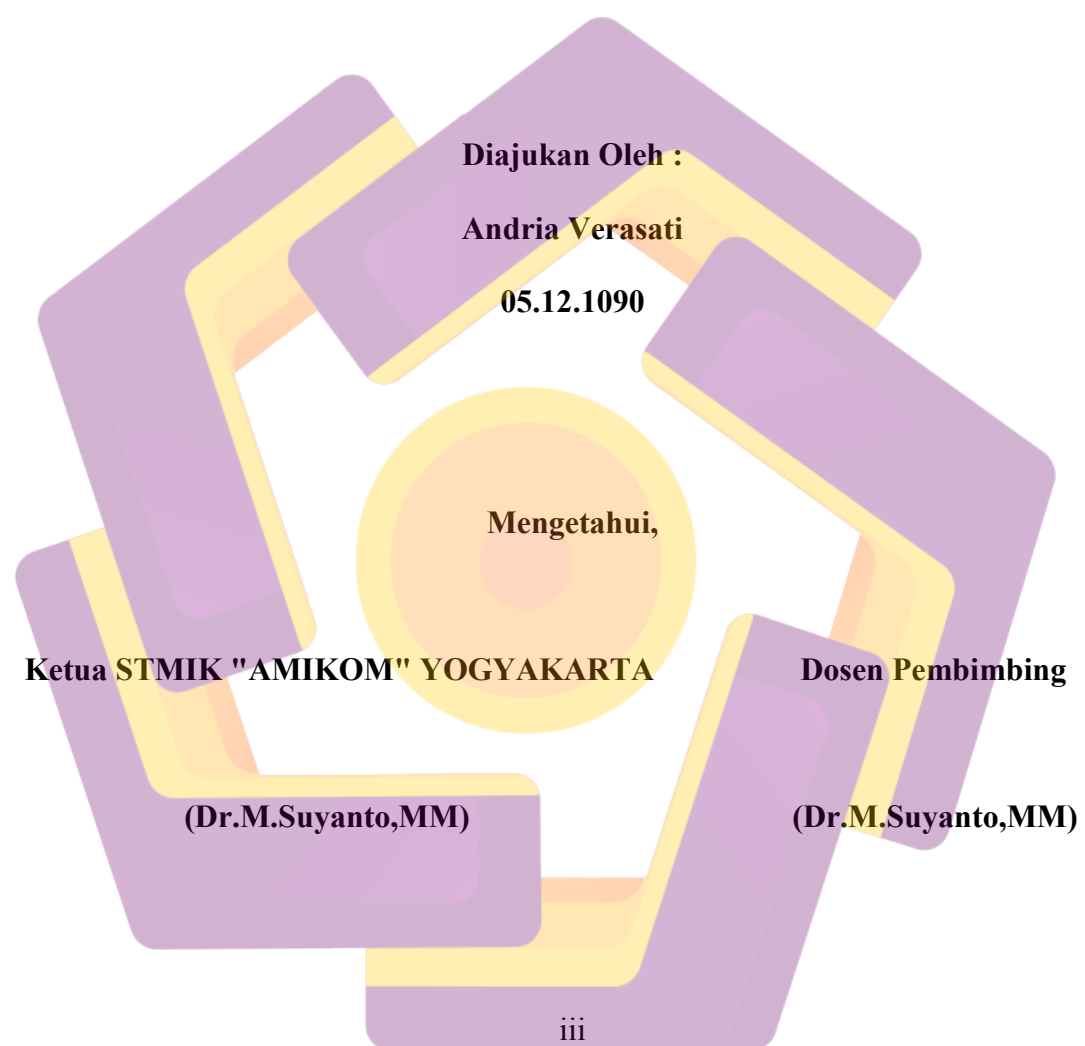 Diajukan Oleh :
Andria Verasati
05.12.1090
Mengetahui,
Ketua STMIK "AMIKOM" YOGYAKARTA Dosen Pembimbing
(Dr.M.Suyanto,MM) (Dr.M.Suyanto,MM)
iii